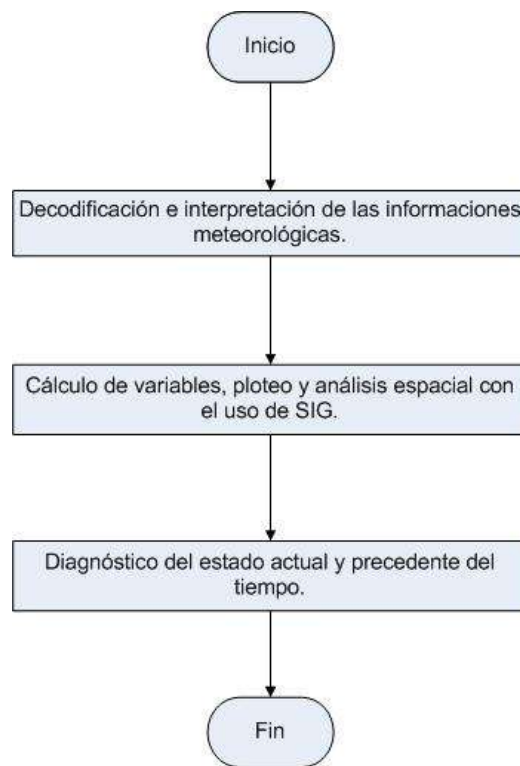 Inicio
Decodificación e interpretación de las informaciones
meteorológicas.
Cálculo de variables, ploteo y análisis espacial con
el uso de SIG.
Diagnóstico del estado actual y precedente del
tiempo.
Fin